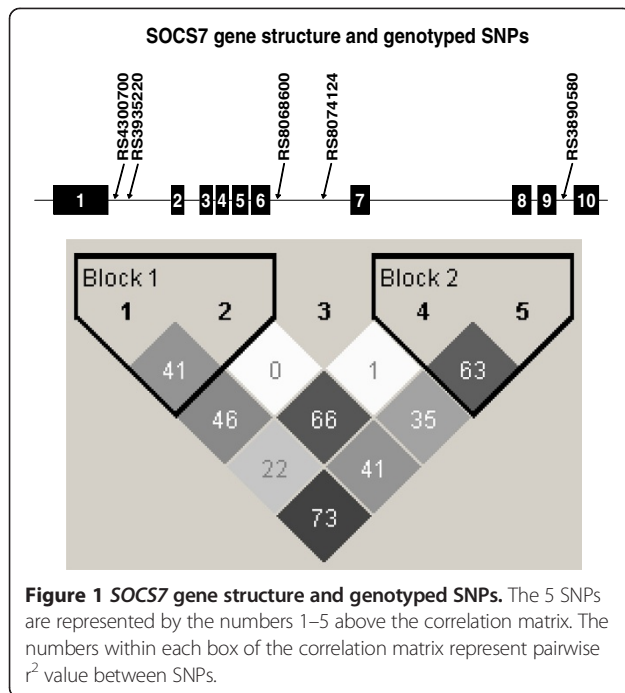 SOCS7 gene structure and genotyped SNPs
RS4300700
RS3935220
RS8068600
RS8074124
RS3890580
1 2 3 4 5 6 7 8 9 10
Block 1 Block 2
1 2 3 4 5
41 0 1 63
46 66 35
22 41
73
Figure 1 SOCS7 gene structure and genotyped SNPs. The 5 SNPs
are represented by the numbers 1–5 above the correlation matrix. The
numbers within each box of the correlation matrix represent pairwise
r² value between SNPs.